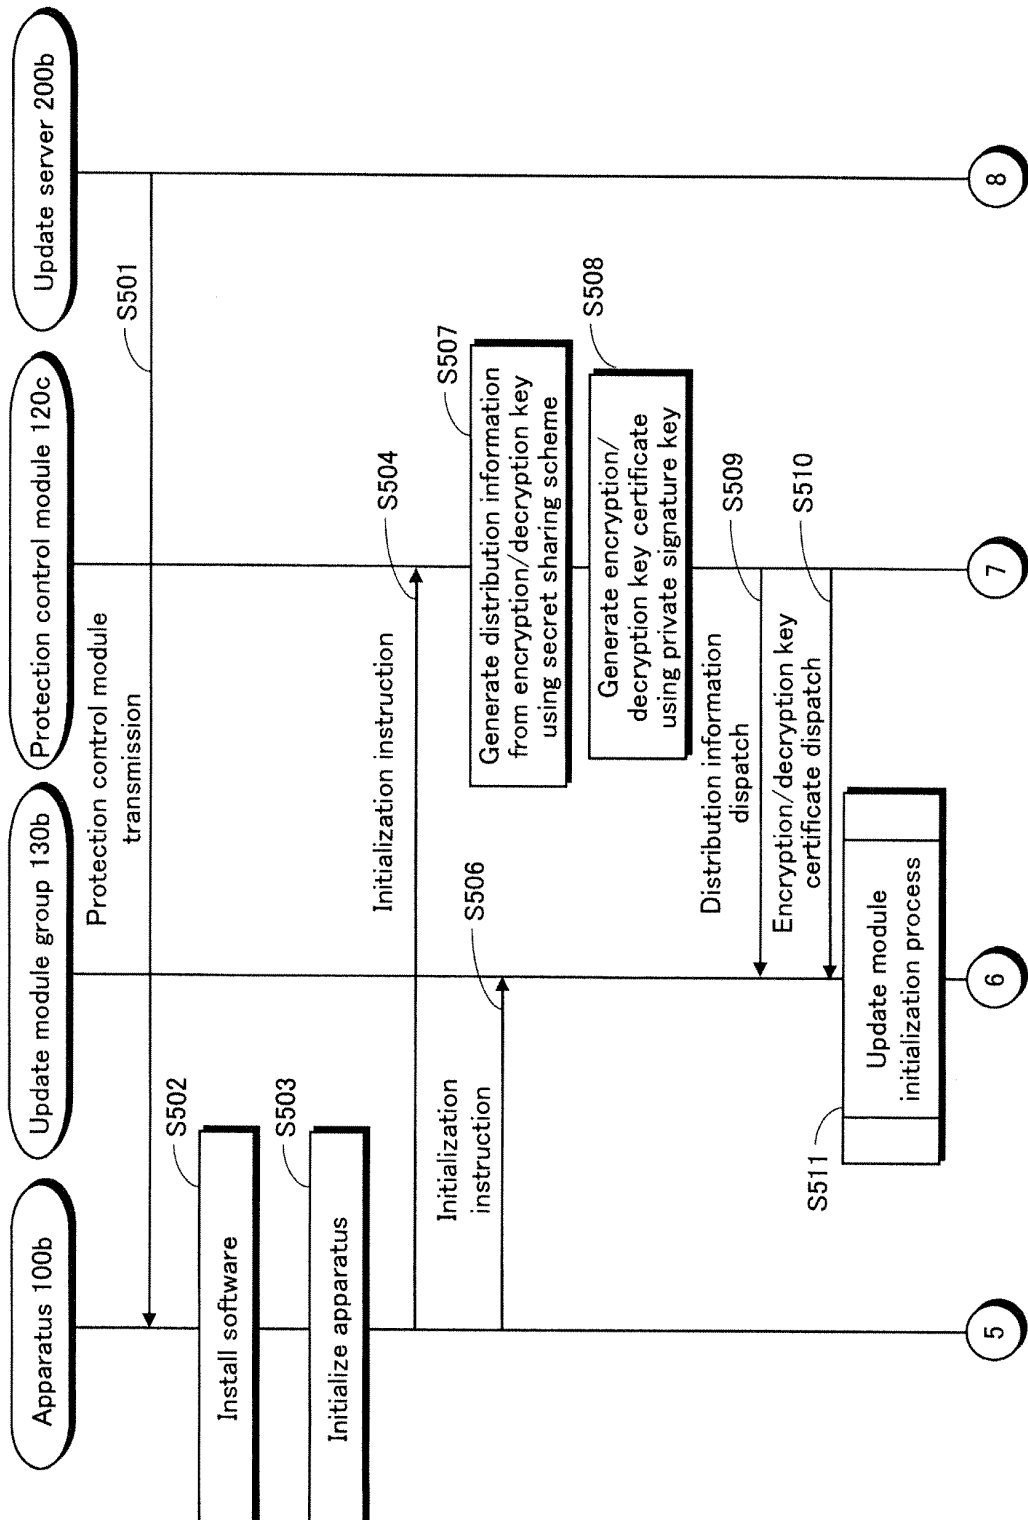 Apparatus 100b
Update module group 130b
Protection control module 120c
Update server 200b
Protection control module
transmission
S501
S502
Install software
S503
Initialize apparatus
Initialization instruction
S504
Initialization
instruction
S506
S507
Generate distribution information
from encryption/decryption key
using secret sharing scheme
S508
Generate encryption/
decryption key certificate
using private signature key
Distribution information
dispatch
S509
Encryption/decryption key
certificate dispatch
S510
S511
Update module
initialization process
5
6
7
8